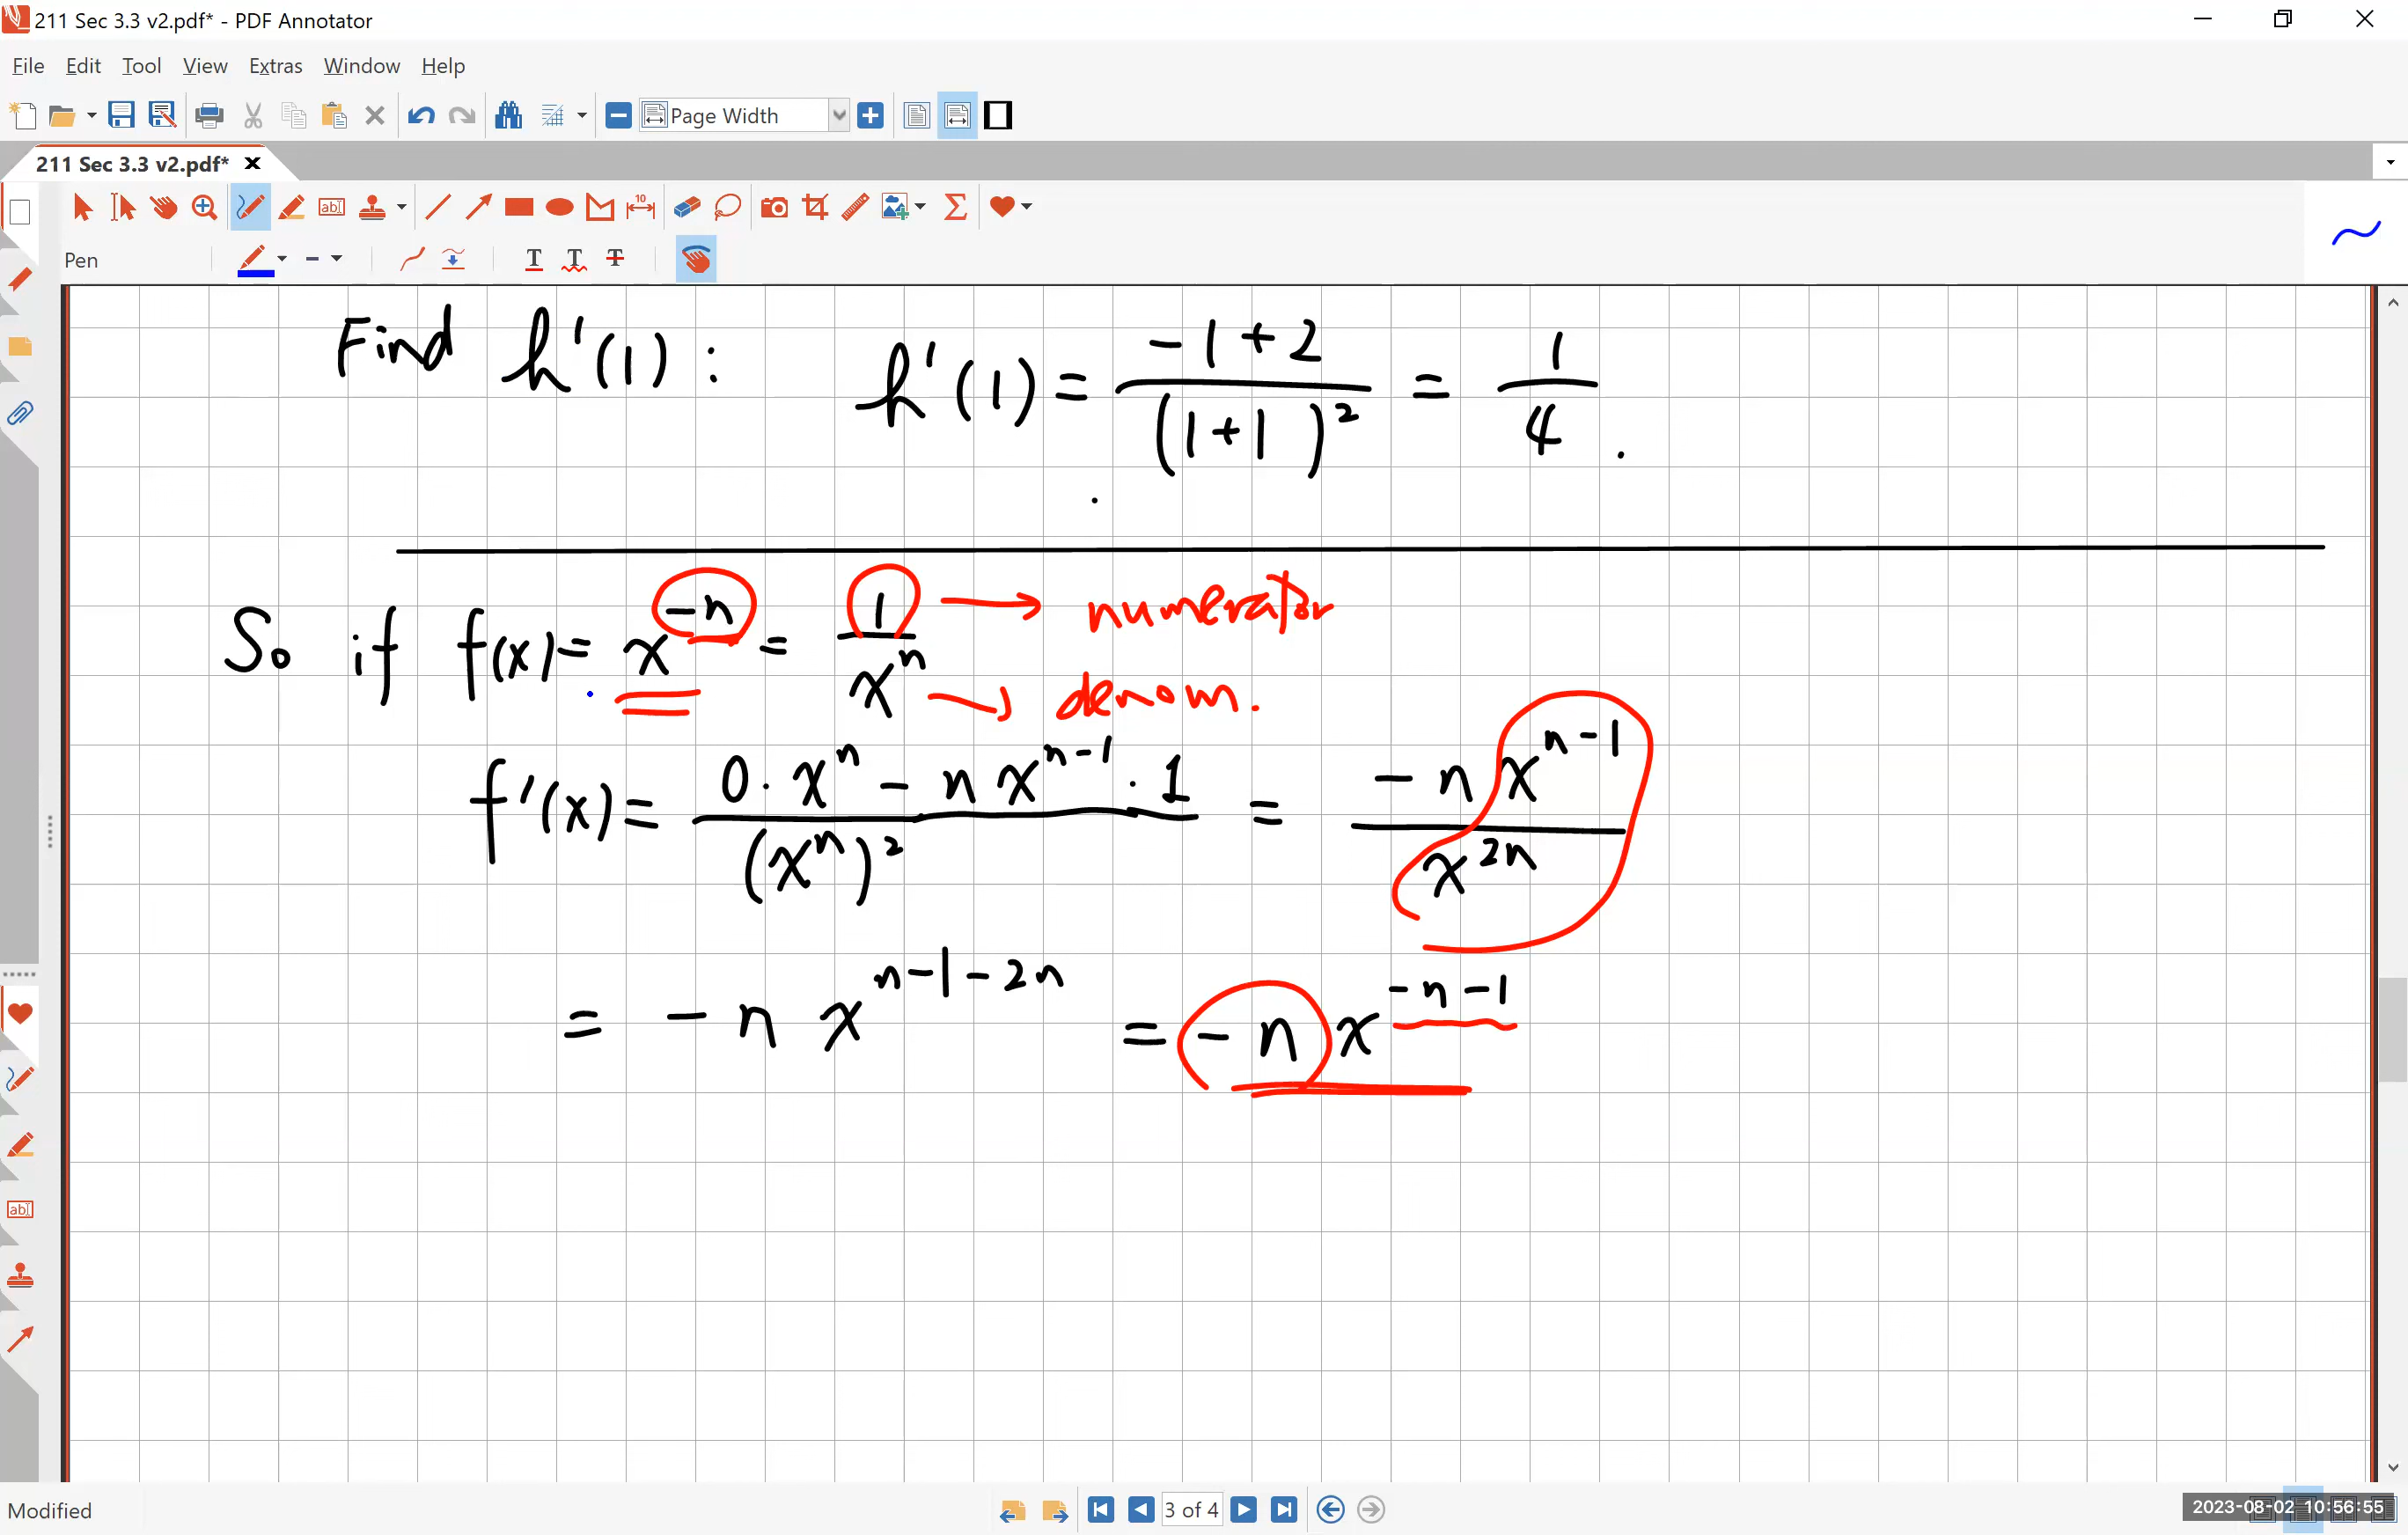 211 Sec 3.3 v2.pdf* - PDF Annotator
File Edit Tool View Extras Window Help
Page Width
211 Sec 3.3 v2.pdf*
Pen
Find h'(1) : h'(1) = (-1+2)/(1+1)² = 1/4 .
So if f(x) = x^(-n) = 1/x^n → numerator
→ denom.
f'(x) = (0·x^n - n x^(n-1) · 1)/(x^n)² = (-n x^(n-1))/x^(2n)
= -n x^(n-1-2n) = -n x^(-n-1)
Modified
3 of 4
2023-08-02 10:56:55